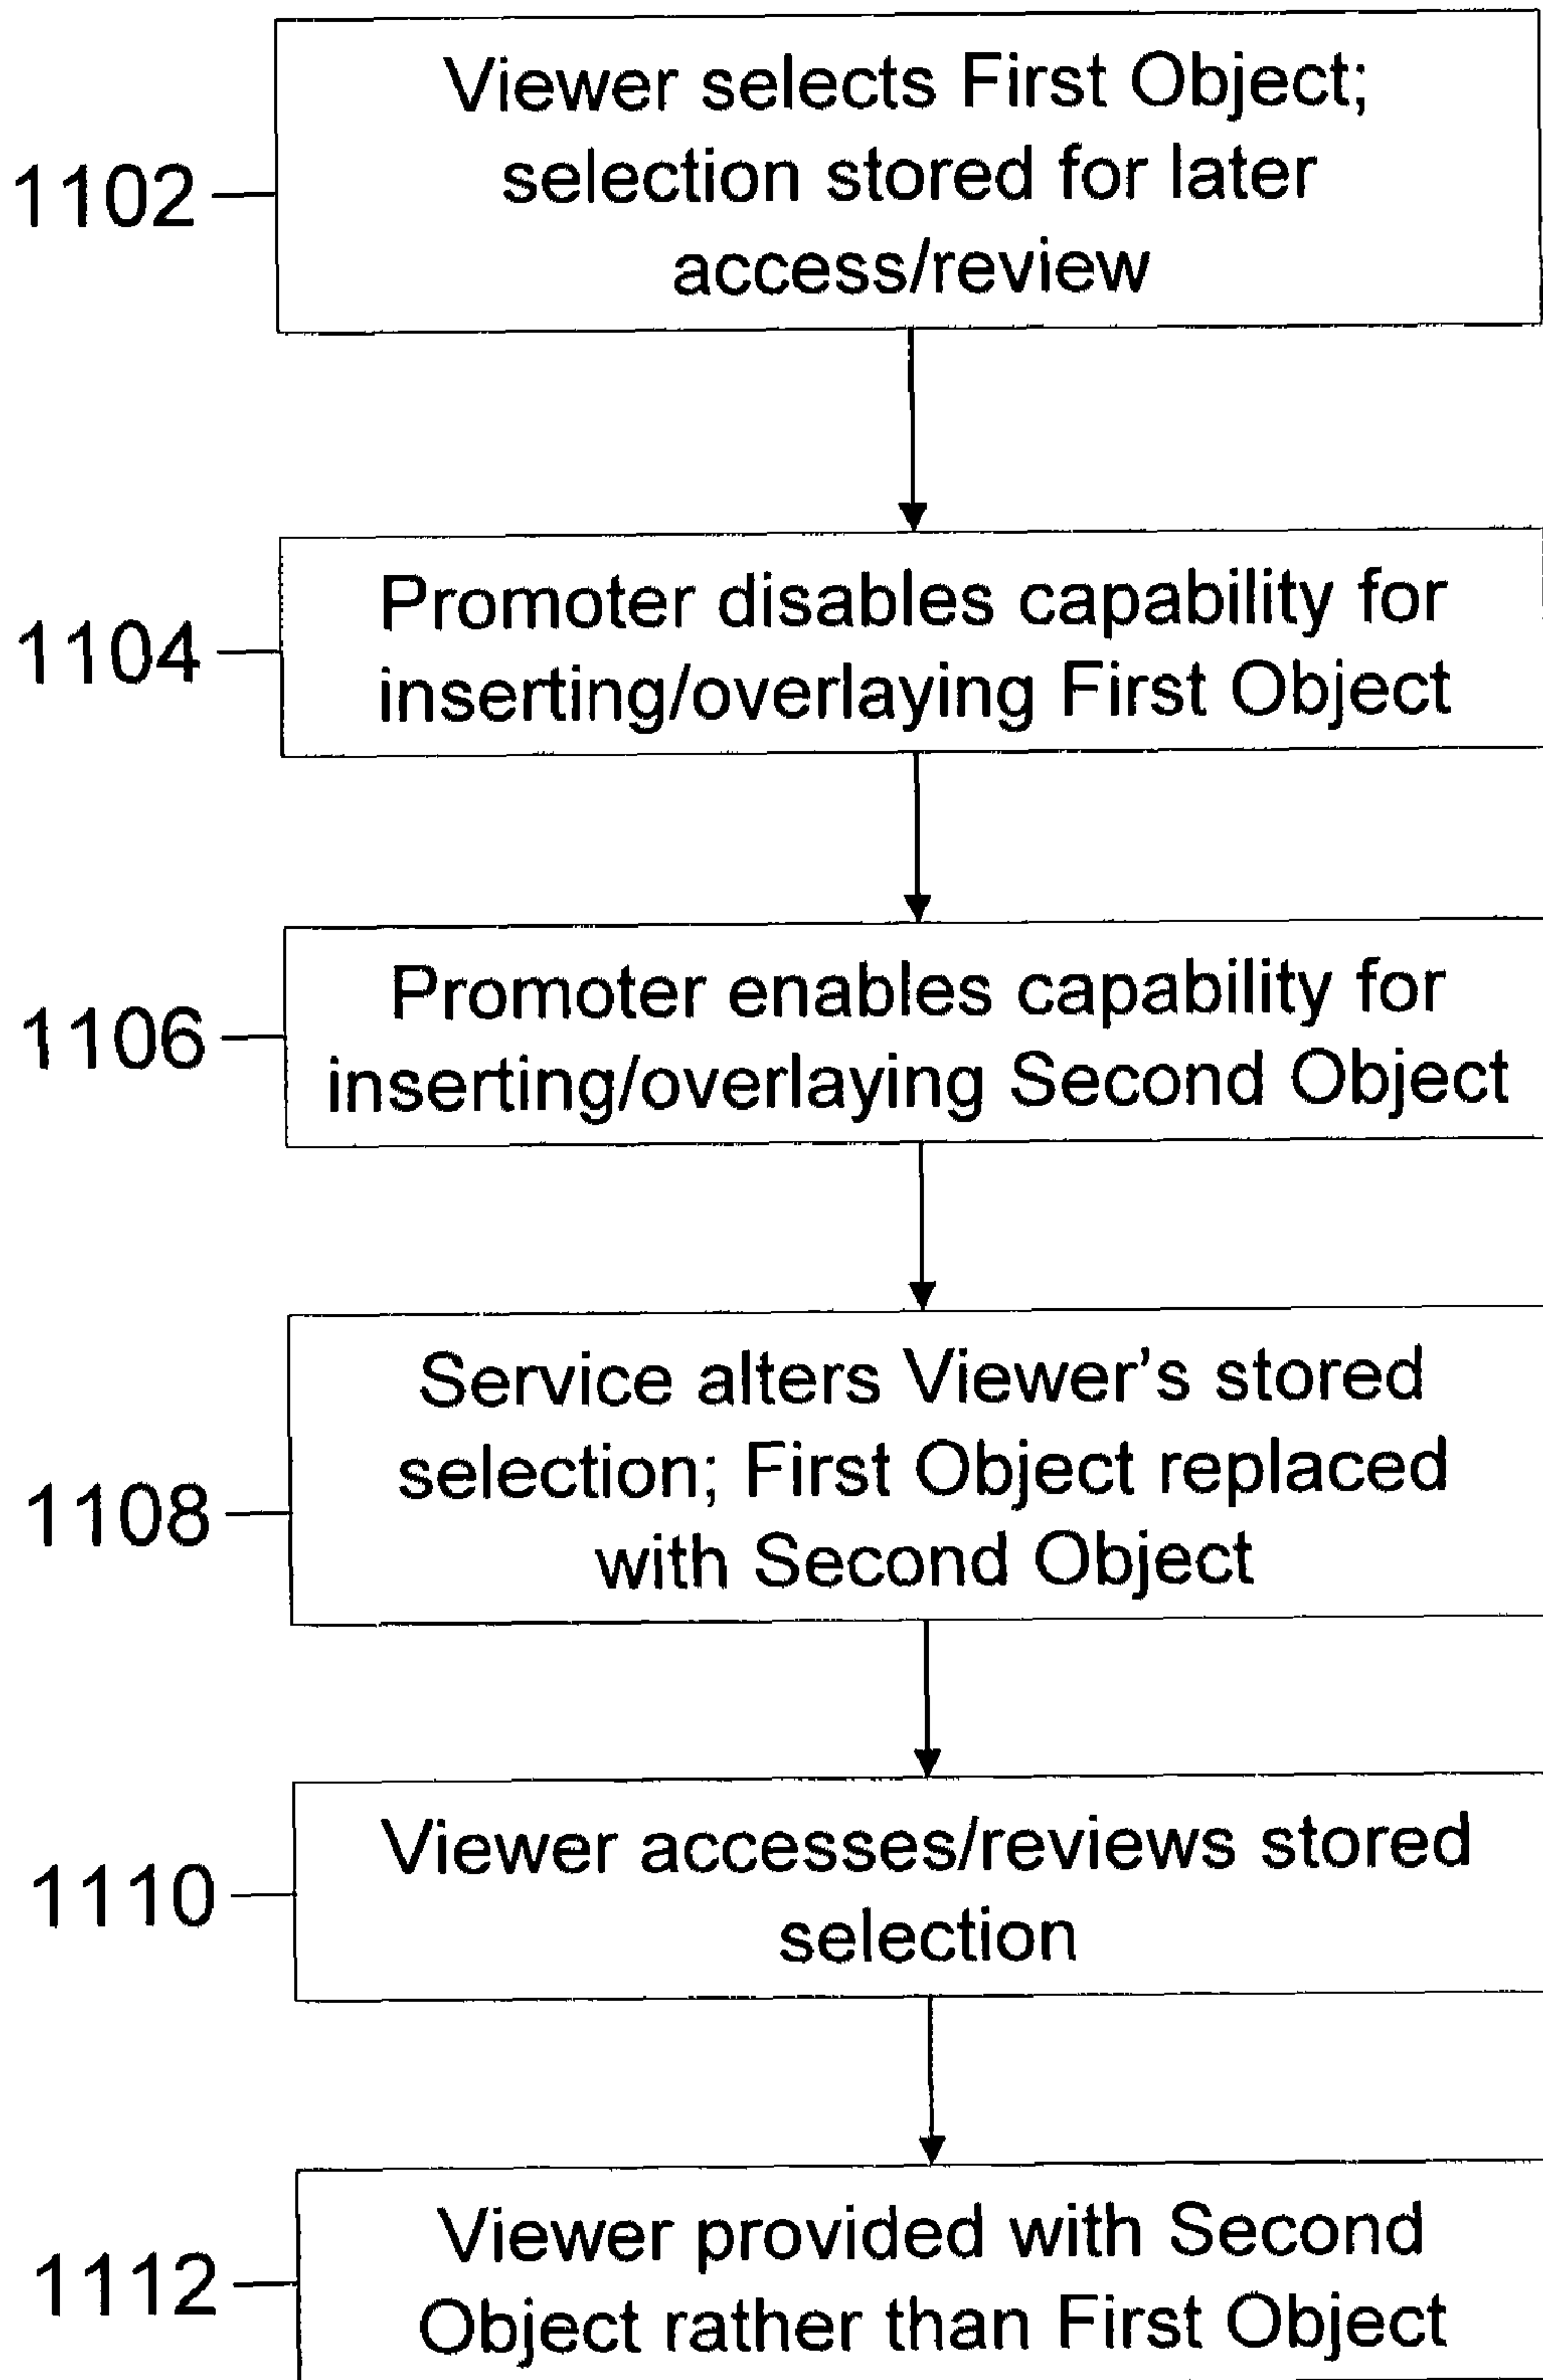 Viewer selects First Object;
selection stored for later
access/review
1102
Promoter disables capability for
inserting/overlaying First Object
1104
Promoter enables capability for
inserting/overlaying Second Object
1106
Service alters Viewer's stored
selection; First Object replaced
with Second Object
1108
Viewer accesses/reviews stored
selection
1110
Viewer provided with Second
Object rather than First Object
1112